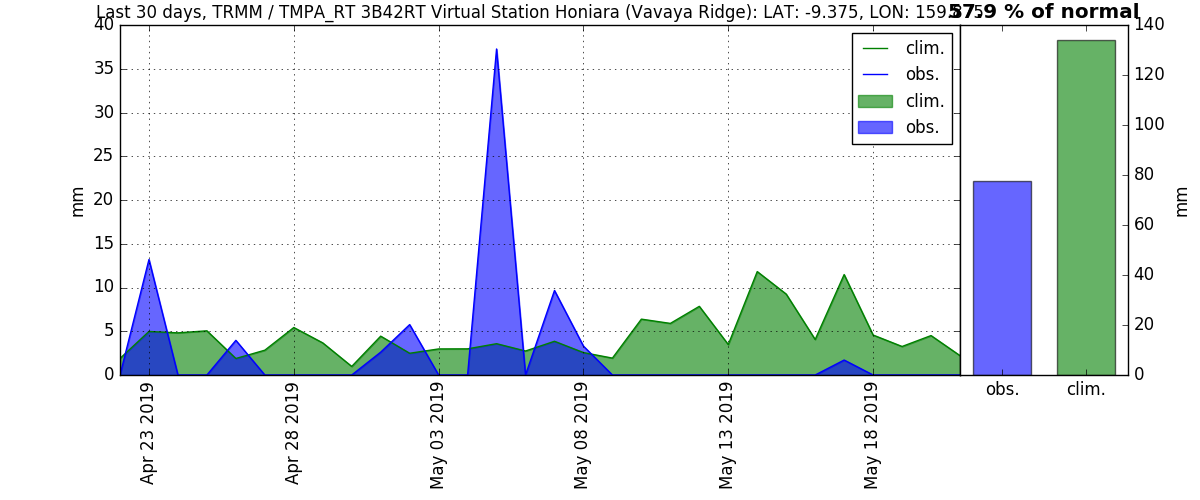 Last 30 days, TRMM / TMPA_RT 3B42RT Virtual Station Honiara (Vavaya Ridge): LAT: -9.375, LON:
57.9 % of normal
40
35
30
25
20
15
10
5
0
mm
clim.
obs.
clim.
obs.
Apr 23 2019
Apr 28 2019
May 03 2019
May 08 2019
May 13 2019
May 18 2019
140
120
100
80
60
40
20
0
mm
obs.
clim.